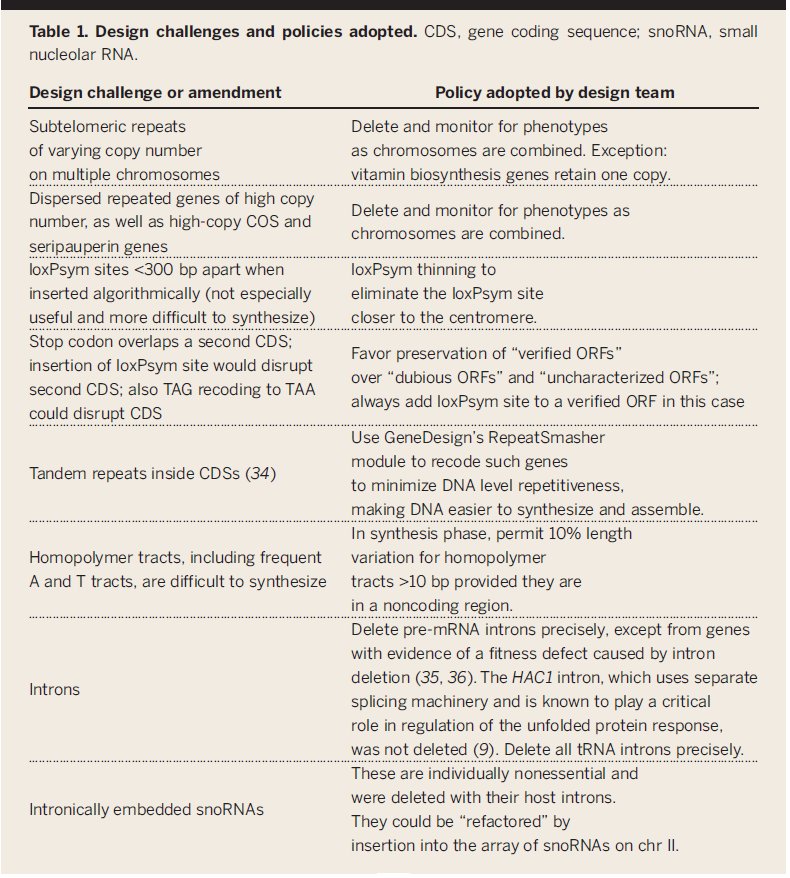 Table 1. Design challenges and policies adopted. CDS, gene coding sequence; snoRNA, small
nucleolar RNA.
Design challenge or amendment
Policy adopted by design team
Subtelomeric repeats
of varying copy number
on multiple chromosomes
Delete and monitor for phenotypes
as chromosomes are combined. Exception:
vitamin biosynthesis genes retain one copy.
Dispersed repeated genes of high copy
number, as well as high-copy COS and
seripauperin genes
Delete and monitor for phenotypes as
chromosomes are combined.
loxPsym sites <300 bp apart when
inserted algorithmically (not especially
useful and more difficult to synthesize)
loxPsym thinning to
eliminate the loxPsym site
closer to the centromere.
Stop codon overlaps a second CDS;
insertion of loxPsym site would disrupt
second CDS; also TAG recoding to TAA
could disrupt CDS
Favor preservation of “verified ORFs”
over “dubious ORFs” and “uncharacterized ORFs”;
always add loxPsym site to a verified ORF in this case
Tandem repeats inside CDSs (34)
Use GeneDesign's RepeatSmasher
module to recode such genes
to minimize DNA level repetitiveness,
making DNA easier to synthesize and assemble.
Homopolymer tracts, including frequent
A and T tracts, are difficult to synthesize
In synthesis phase, permit 10% length
variation for homopolymer
tracts >10 bp provided they are
in a noncoding region.
Introns
Delete pre-mRNA introns precisely, except from genes
with evidence of a fitness defect caused by intron
deletion (35, 36). The HAC1 intron, which uses separate
splicing machinery and is known to play a critical
role in regulation of the unfolded protein response,
was not deleted (9). Delete all tRNA introns precisely.
Intronically embedded snoRNAs
These are individually nonessential and
were deleted with their host introns.
They could be “refactored” by
insertion into the array of snoRNAs on chr II.